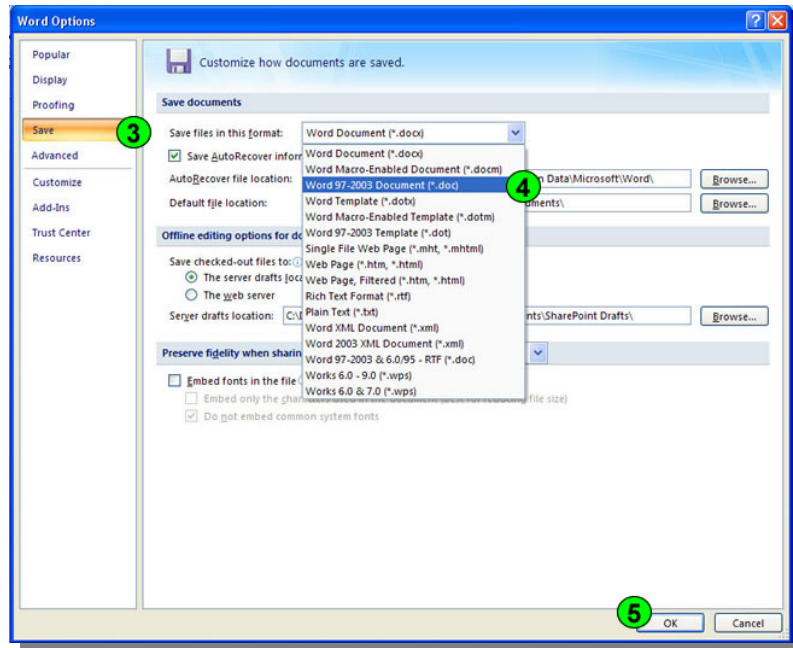 Word Options
Popular
Display
Proofing
Save
3
Advanced
Customize
Add-Ins
Trust Center
Resources
Customize how documents are saved.
Save documents
Save files in this format: Word Document (*.docx)
Save AutoRecover inform
AutoRecover file location: n Data\Microsoft\Word\ Browse...
Default file location: uments\ Browse...
Word Document (*.docx)
Word Macro-Enabled Document (*.docm)
Word 97-2003 Document (*.doc)
4
Word Template (*.dotx)
Word Macro-Enabled Template (*.dotm)
Word 97-2003 Template (*.dot)
Single File Web Page (*.mht, *.mhtml)
Web Page (*.htm, *.html)
Web Page, Filtered (*.htm, *.html)
Rich Text Format (*.rtf)
Plain Text (*.txt)
Word XML Document (*.xml)
Word 2003 XML Document (*.xml)
Word 97-2003 & 6.0/95 - RTF (*.doc)
Works 6.0 - 9.0 (*.wps)
Works 6.0 & 7.0 (*.wps)
Offline editing options for do
Save checked-out files to:
The server drafts loca
The web server
Server drafts location: C:\D nts\SharePoint Drafts\ Browse...
Preserve fidelity when sharin
Embed fonts in the file
Embed only the file size)
Do not embed common system fonts
5
OK Cancel